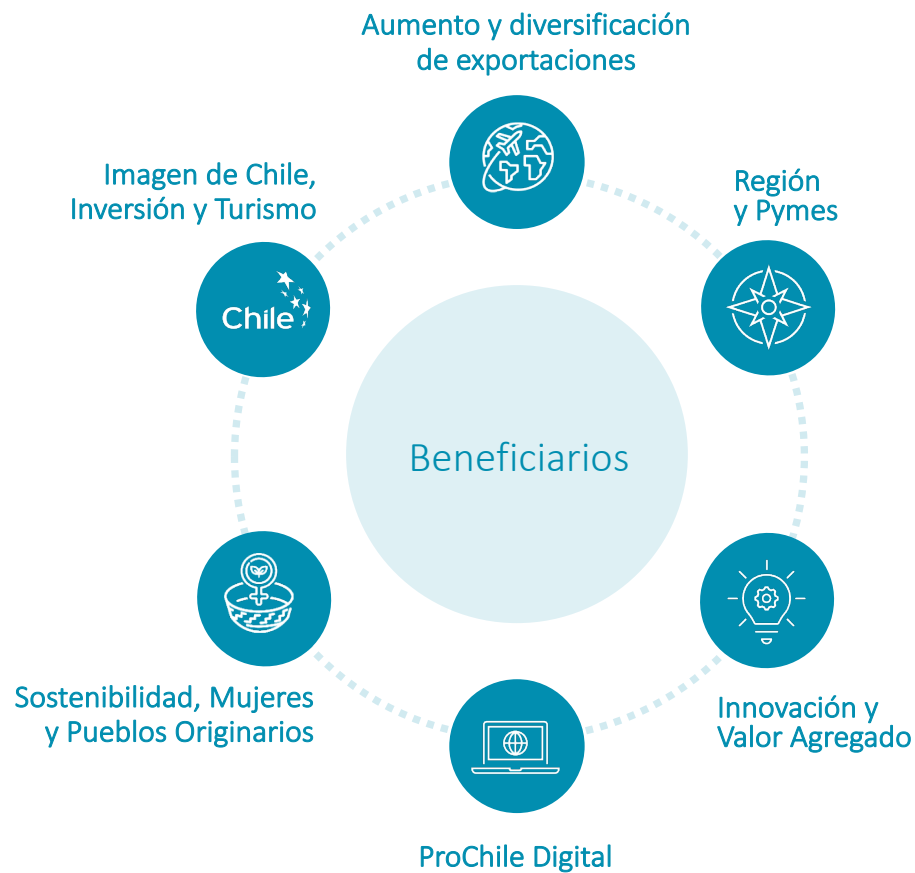 Aumento y diversificación
de exportaciones
Imagen de Chile,
Inversión y Turismo
Región
y Pymes
Chile
Beneficiarios
Sostenibilidad, Mujeres
y Pueblos Originarios
Innovación y
Valor Agregado
ProChile Digital